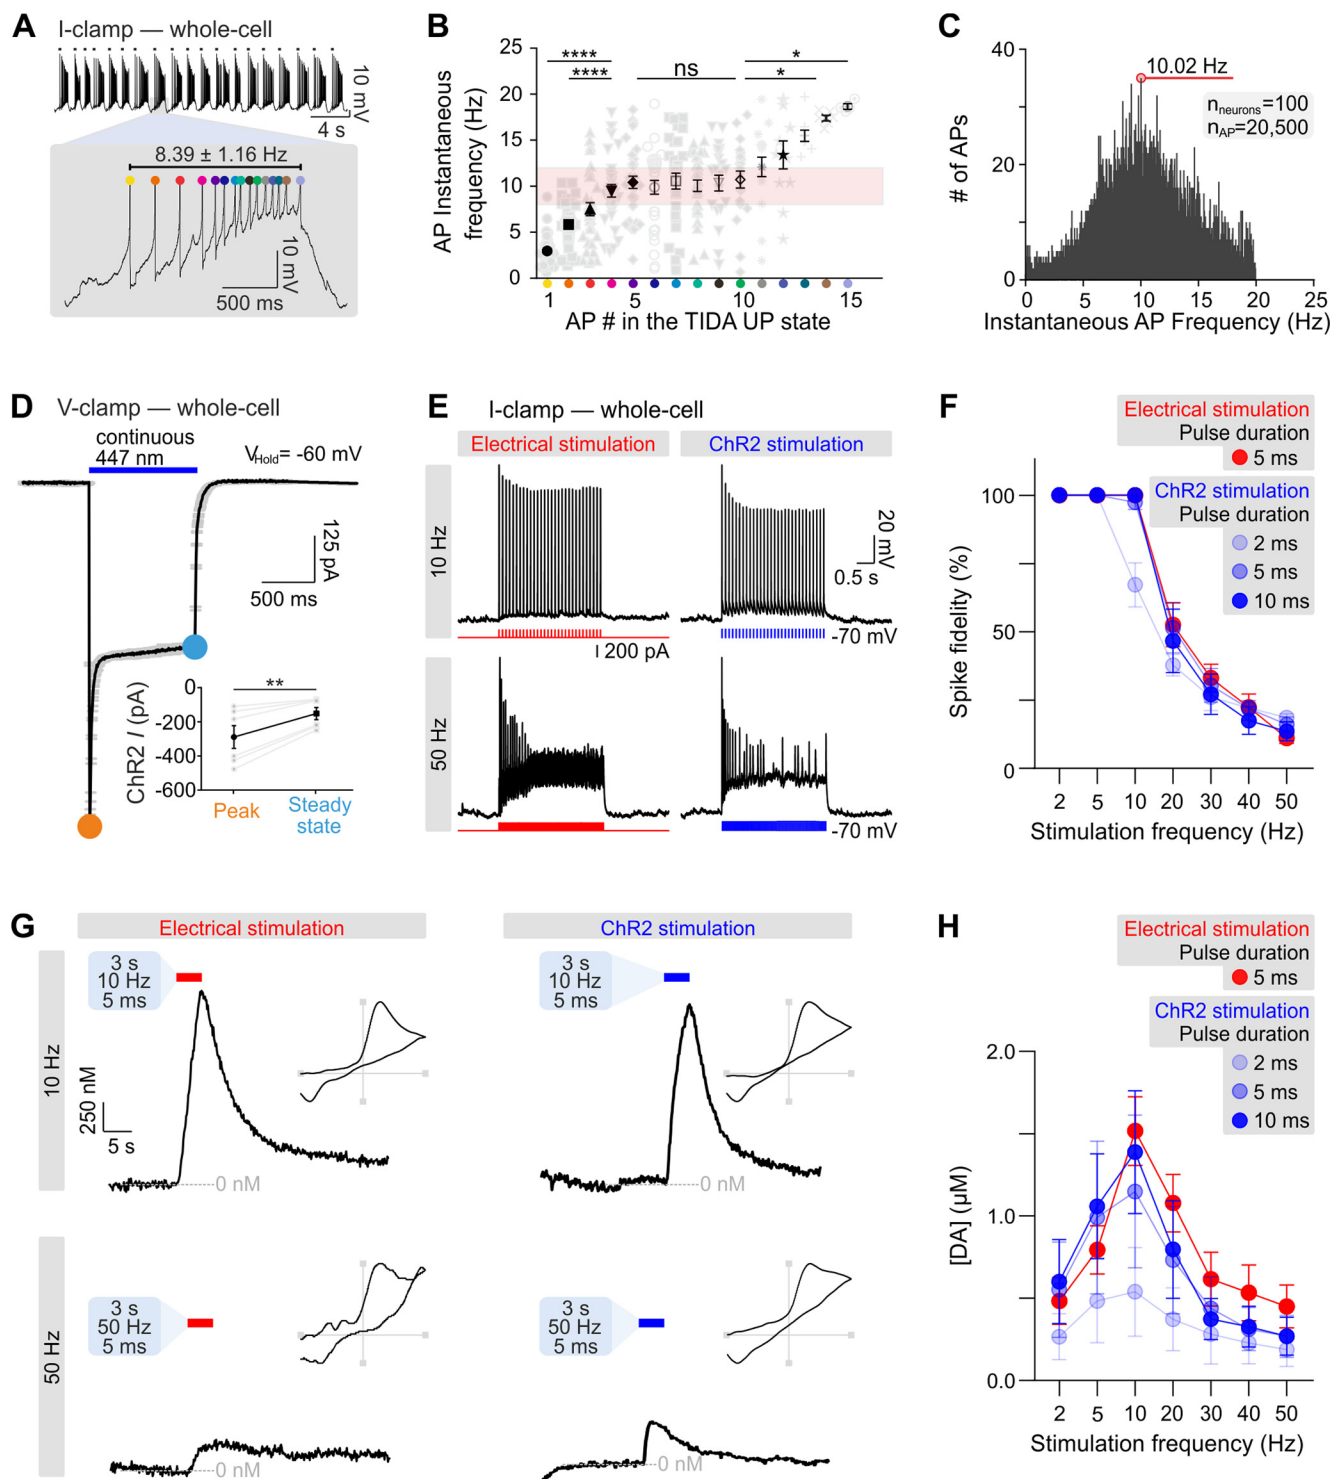 A
I-clamp — whole-cell
10 mV
4 s
8.39 ± 1.16 Hz
10 mV
500 ms
B
AP Instantaneous
frequency (Hz)
25
20
15
10
5
0
****
****
ns
*
*
1
5
10
15
AP # in the TIDA UP state
C
# of APs
40
30
20
10
0
10.02 Hz
nneurons=100
nAP=20,500
0
5
10
15
20
25
Instantaneous AP Frequency (Hz)
D
V-clamp — whole-cell
continuous
447 nm
VHold= -60 mV
125 pA
500 ms
ChR2 I (pA)
0
-200
-400
-600
**
Peak
Steady
state
E
I-clamp — whole-cell
Electrical stimulation
ChR2 stimulation
10 Hz
20 mV
0.5 s
-70 mV
200 pA
50 Hz
-70 mV
F
Electrical stimulation
Pulse duration
5 ms
ChR2 stimulation
Pulse duration
2 ms
5 ms
10 ms
Spike fidelity (%)
100
50
0
2
5
10
20
30
40
50
Stimulation frequency (Hz)
G
Electrical stimulation
ChR2 stimulation
10 Hz
3 s
10 Hz
5 ms
250 nM
5 s
0 nM
3 s
10 Hz
5 ms
0 nM
50 Hz
3 s
50 Hz
5 ms
0 nM
3 s
50 Hz
5 ms
0 nM
H
Electrical stimulation
Pulse duration
5 ms
ChR2 stimulation
Pulse duration
2 ms
5 ms
10 ms
[DA] (µM)
2.0
1.0
0.0
2
5
10
20
30
40
50
Stimulation frequency (Hz)